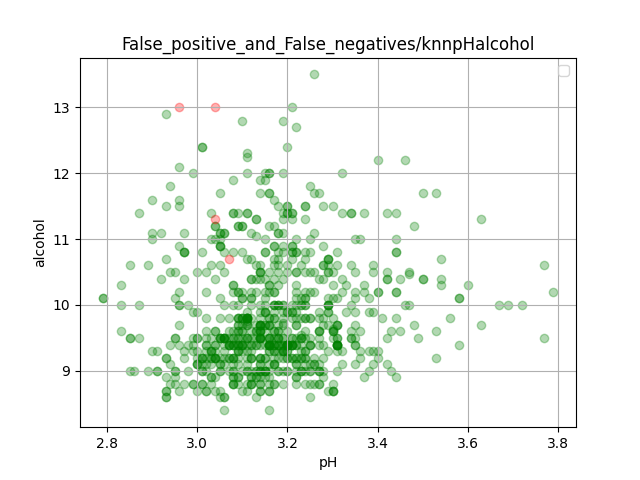 False_positive_and_False_negatives/knnpHalcohol
13
12
11
10
9
alcohol
2.8 3.0 3.2 3.4 3.6 3.8
pH